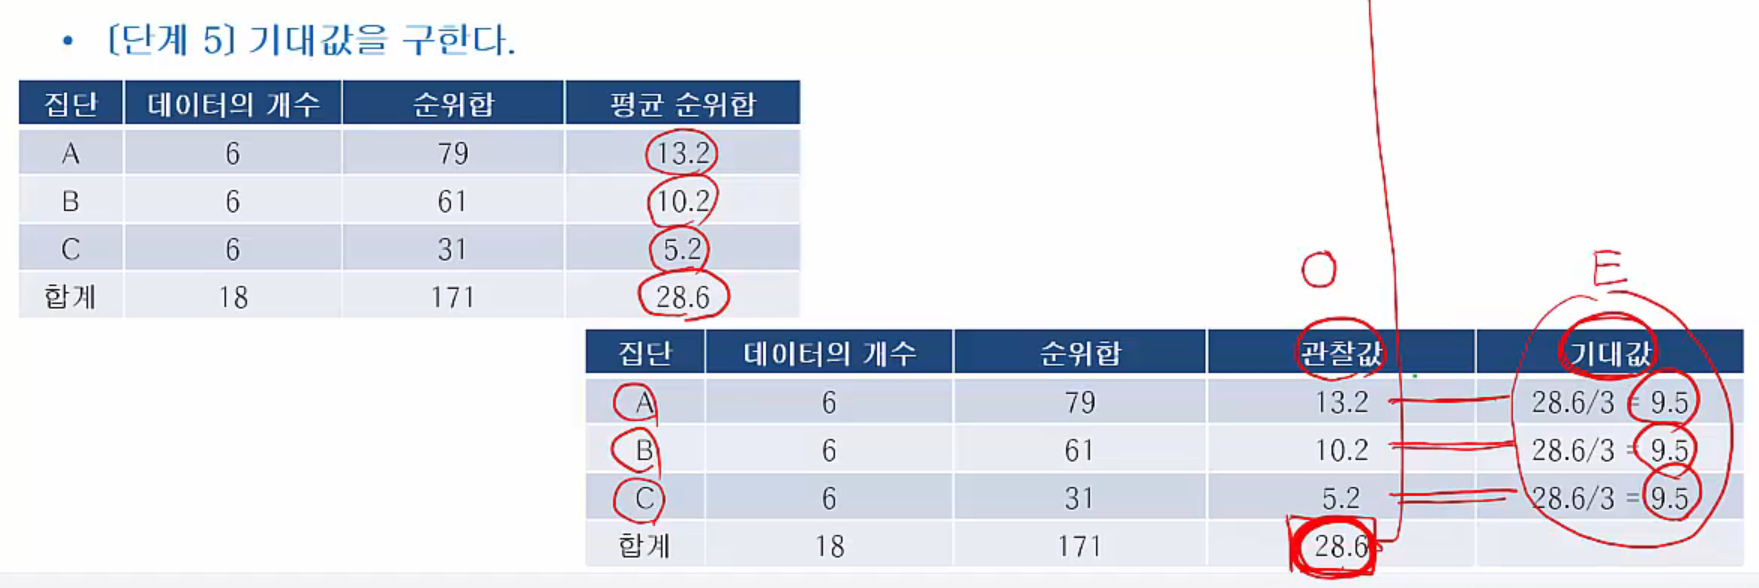 • [단계 5] 기대값을 구한다.
집단 데이터의 개수 순위합 평균 순위합
A 6 79 13.2
B 6 61 10.2
C 6 31 5.2
합계 18 171 28.6
O E
집단 데이터의 개수 순위합 관찰값 기대값
A 6 79 13.2 28.6/3 = 9.5
B 6 61 10.2 28.6/3 = 9.5
C 6 31 5.2 28.6/3 = 9.5
합계 18 171 28.6